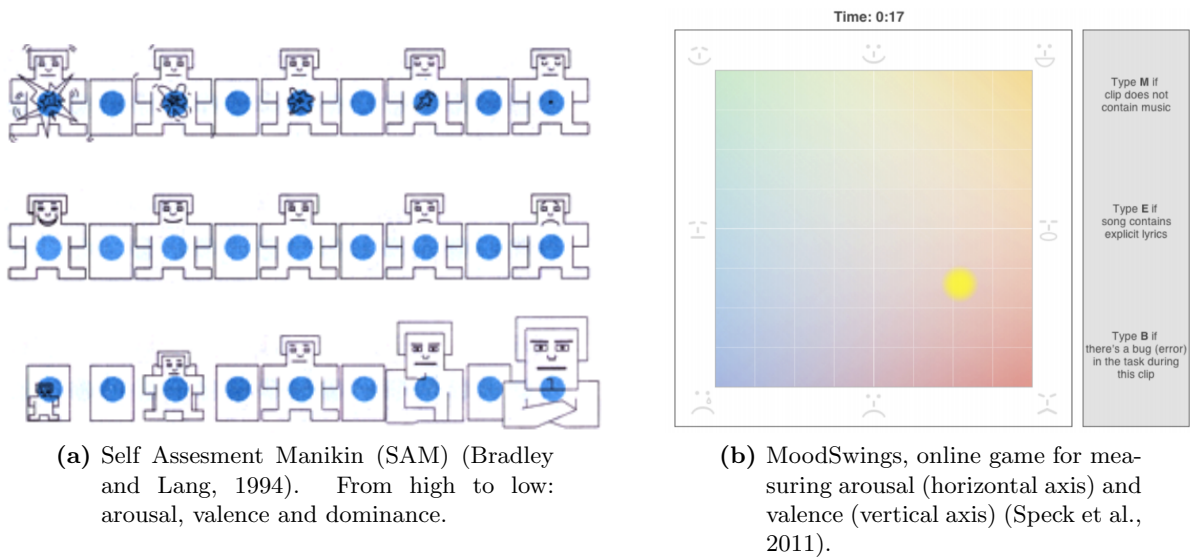 Time: 0:17
Type M if
clip does not
contain music
Type E if
song contains
explicit lyrics
Type B if
there's a bug (error)
in the task during
this clip
(a) Self Assesment Manikin (SAM) (Bradley
and Lang, 1994). From high to low:
arousal, valence and dominance.
(b) MoodSwings, online game for mea-
suring arousal (horizontal axis) and
valence (vertical axis) (Speck et al.,
2011).